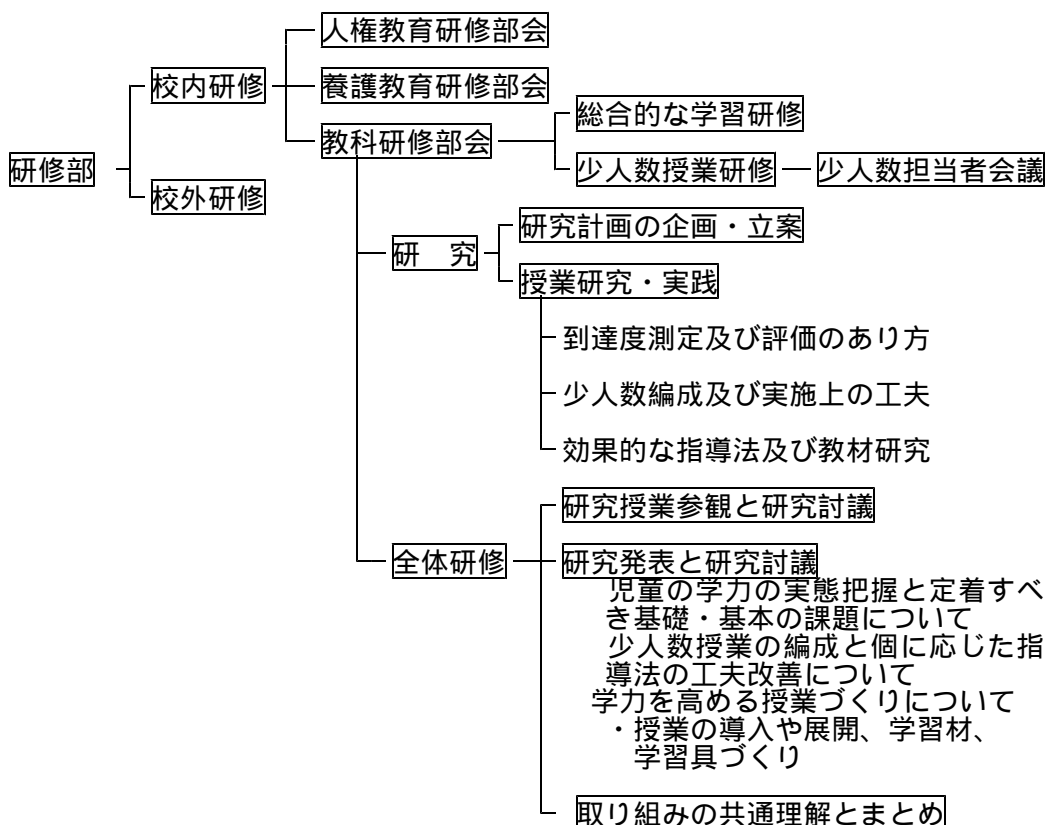 人権教育研修部会
校内研修
養護教育研修部会
総合的な学習研修
教科研修部会
研修部
少人数授業研修
少人数担当者会議
校外研修
研究計画の企画・立案
研　究
授業研究・実践
到達度測定及び評価のあり方
少人数編成及び実施上の工夫
効果的な指導法及び教材研究
研究授業参観と研究討議
全体研修
研究発表と研究討議
児童の学力の実態把握と定着すべ
き基礎・基本の課題について
少人数授業の編成と個に応じた指
導法の工夫改善について
学力を高める授業づくりについて
・授業の導入や展開、学習材、
学習具づくり
取り組みの共通理解とまとめ